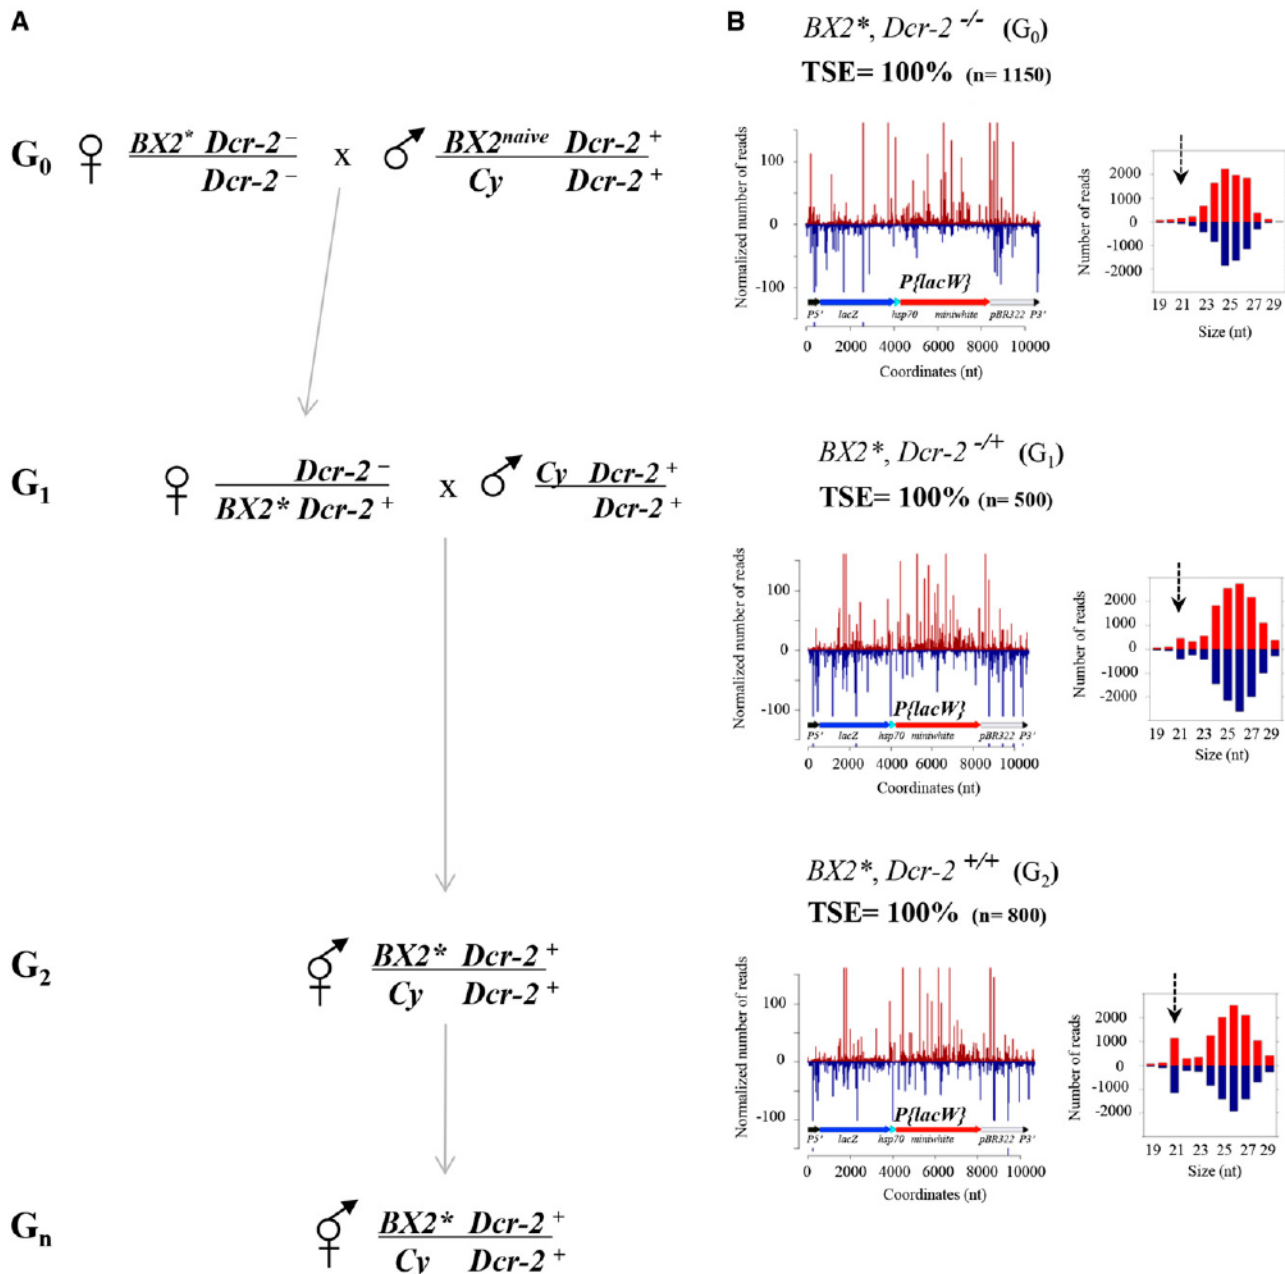 A
G0 ♀ BX2* Dcr-2⁻ x ♂ BX2naive Dcr-2⁺
Dcr-2⁻ Cy Dcr-2⁺
G1 ♀ Dcr-2⁻ x ♂ Cy Dcr-2⁺
BX2* Dcr-2⁺ Dcr-2⁺
G2 BX2* Dcr-2⁺
Cy Dcr-2⁺
Gn BX2* Dcr-2⁺
Cy Dcr-2⁺
B
BX2*, Dcr-2 -/- (G0)
TSE= 100% (n= 1150)
Normalized number of reads
100
0
-100
P{lacW}
P5' lacZ hsp70 miniwhite pBR322 P3'
0 2000 4000 6000 8000 10000
Coordinates (nt)
Number of reads
2000
1000
0
-1000
-2000
19 21 23 25 27 29
Size (nt)
BX2*, Dcr-2 -/+ (G1)
TSE= 100% (n= 500)
Normalized number of reads
100
0
-100
P{lacW}
P5' lacZ hsp70 miniwhite pBR322 P3'
0 2000 4000 6000 8000 10000
Coordinates (nt)
Number of reads
2000
1000
0
-1000
-2000
19 21 23 25 27 29
Size (nt)
BX2*, Dcr-2 +/+ (G2)
TSE= 100% (n= 800)
Normalized number of reads
100
0
-100
P{lacW}
P5' lacZ hsp70 miniwhite pBR322 P3'
0 2000 4000 6000 8000 10000
Coordinates (nt)
Number of reads
2000
1000
0
-1000
-2000
19 21 23 25 27 29
Size (nt)